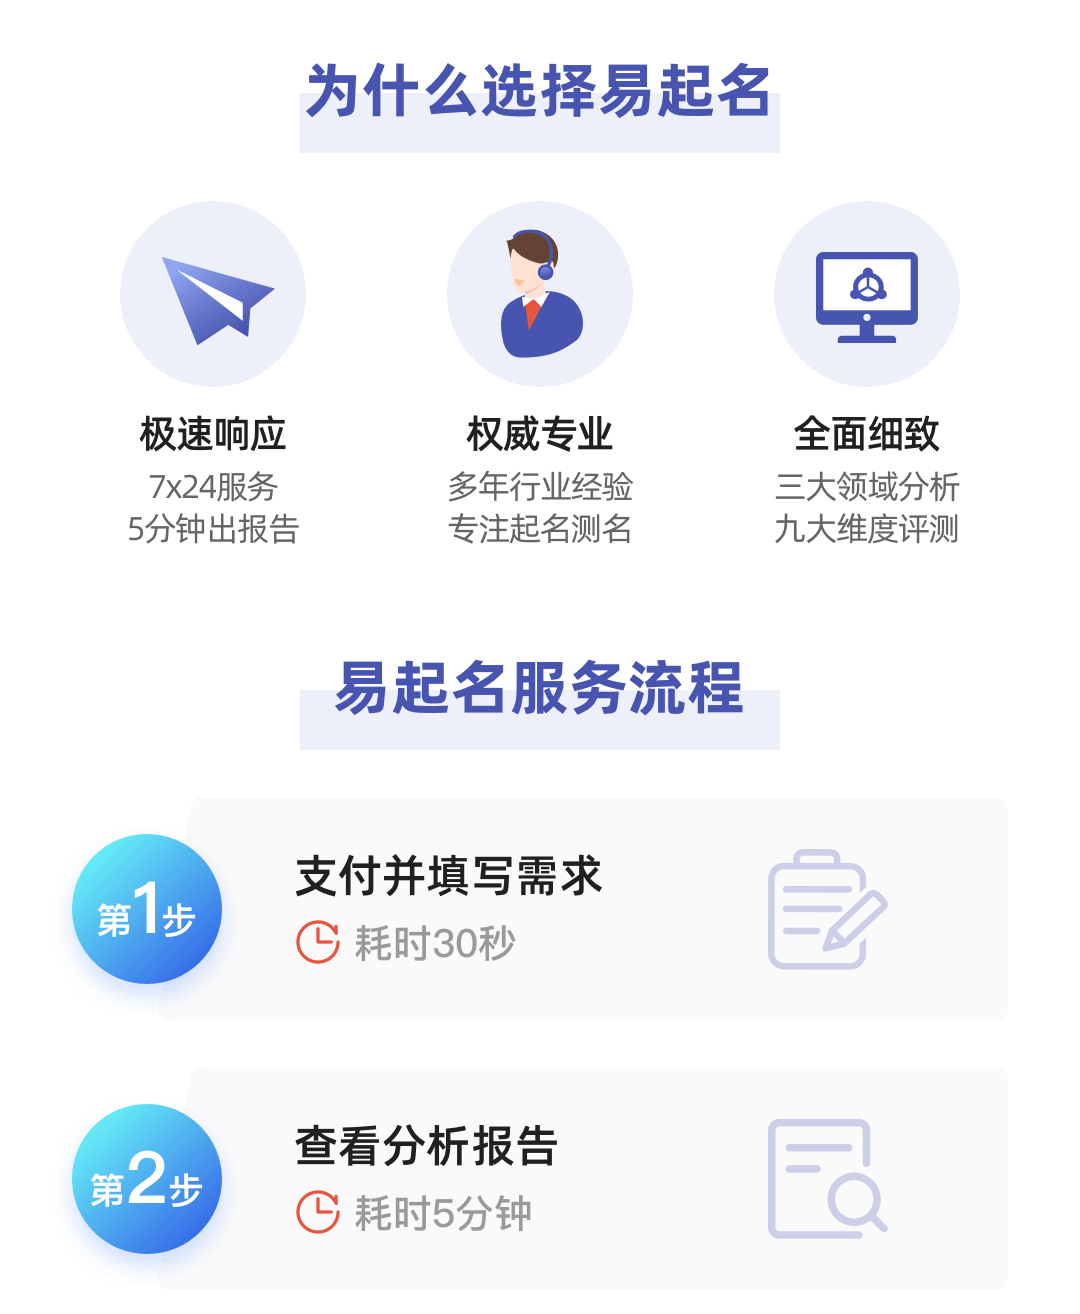 为什么选择易起名
极速响应
7x24服务
5分钟出报告
权威专业
多年行业经验
专注起名测名
全面细致
三大领域分析
九大维度评测
易起名服务流程
第1步
支付并填写需求
耗时30秒
第2步
查看分析报告
耗时5分钟